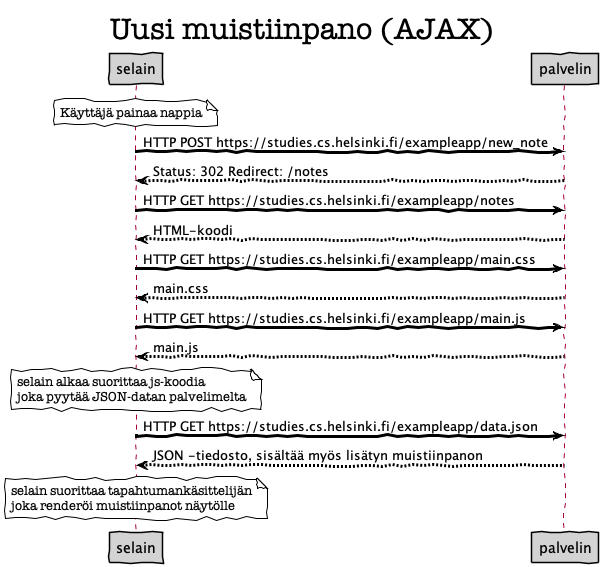 Uusi muistiinpano (AJAX)
selain
palvelin
Käyttäjä painaa nappia
HTTP POST https://studies.cs.helsinki.fi/exampleapp/new_note
Status: 302 Redirect: /notes
HTTP GET https://studies.cs.helsinki.fi/exampleapp/notes
HTML-koodi
HTTP GET https://studies.cs.helsinki.fi/exampleapp/main.css
main.css
HTTP GET https://studies.cs.helsinki.fi/exampleapp/main.js
main.js
selain alkaa suorittaa js-koodia
joka pyytää JSON-datan palvelimelta
HTTP GET https://studies.cs.helsinki.fi/exampleapp/data.json
JSON -tiedosto, sisältää myös lisätyn muistiinpanon
selain suorittaa tapahtumankäsittelijän
joka renderöi muistiinpanot näytölle
selain
palvelin